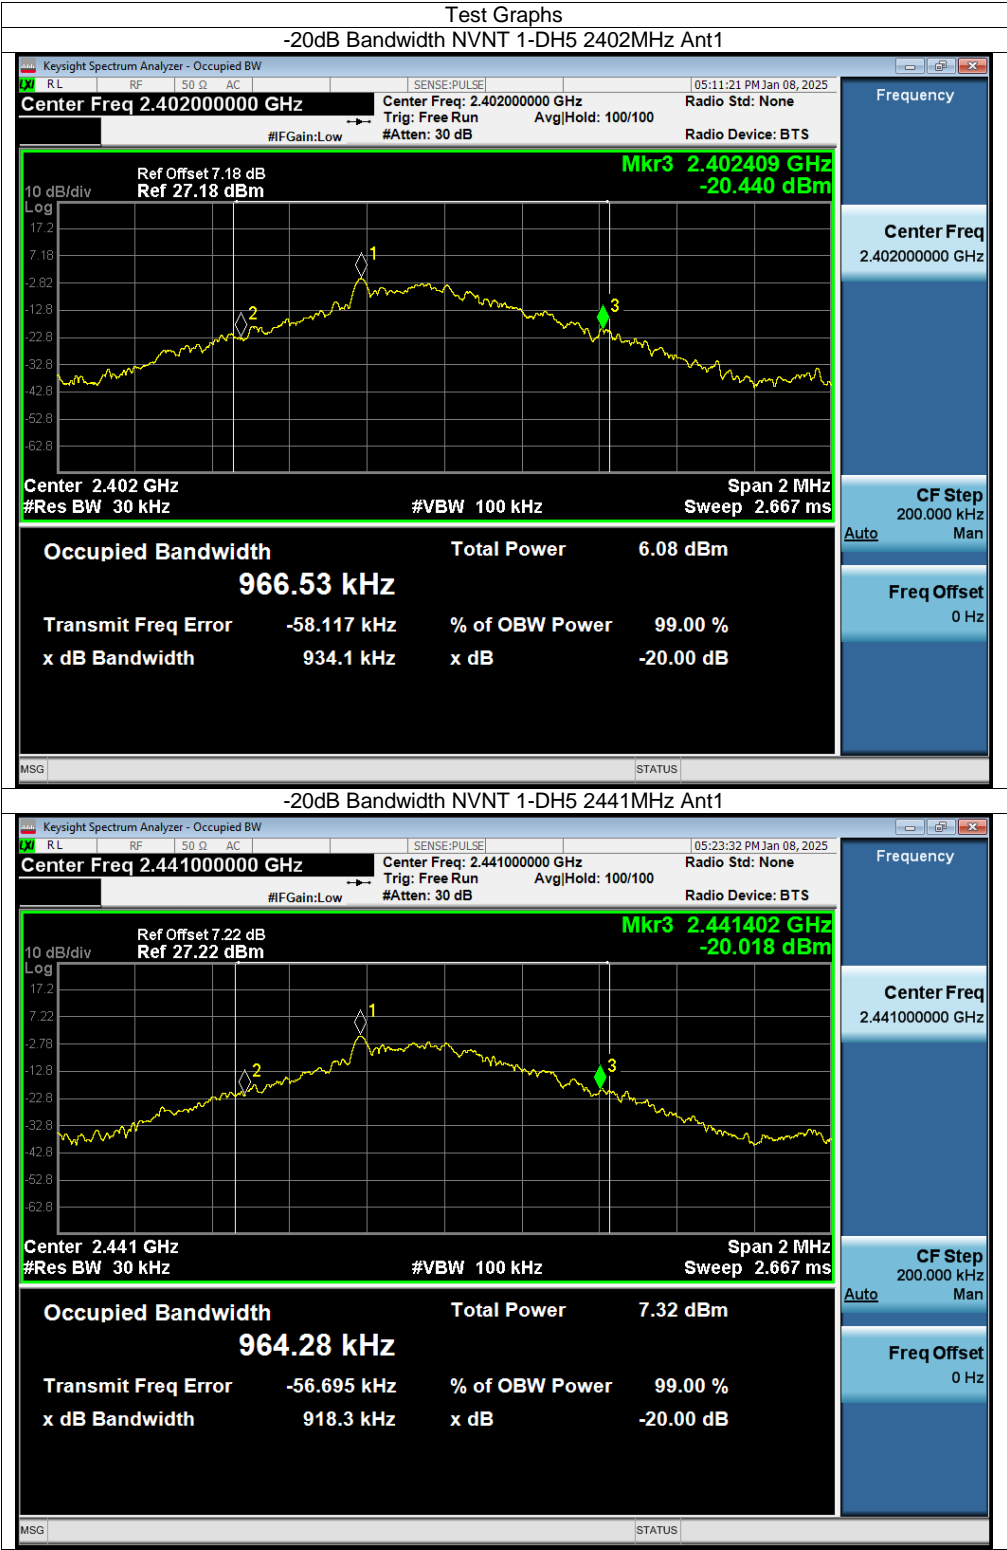 Test Graphs
-20dB Bandwidth NVNT 1-DH5 2402MHz Ant1
Keysight Spectrum Analyzer - Occupied BW
LXI RL RF 50 Ω AC SENSE:PULSE 05:11:21 PM Jan 08, 2025
Center Freq 2.402000000 GHz
Center Freq: 2.402000000 GHz
Radio Std: None
Trig: Free Run Avg|Hold: 100/100
#IFGain:Low
#Atten: 30 dB
Radio Device: BTS
Frequency
Mkr3 2.402409 GHz
-20.440 dBm
Ref Offset 7.18 dB
10 dB/div Ref 27.18 dBm
Log
17.2
7.18
-2.82
-12.8
-22.8
-32.8
-42.8
-52.8
-62.8
1
2
3
Center 2.402 GHz
Span 2 MHz
#Res BW 30 kHz
#VBW 100 kHz
Sweep 2.667 ms
Center Freq
2.402000000 GHz
CF Step
200.000 kHz
Auto Man
Freq Offset
0 Hz
Occupied Bandwidth
966.53 kHz
Total Power 6.08 dBm
Transmit Freq Error -58.117 kHz % of OBW Power 99.00 %
x dB Bandwidth 934.1 kHz x dB -20.00 dB
MSG STATUS
-20dB Bandwidth NVNT 1-DH5 2441MHz Ant1
Keysight Spectrum Analyzer - Occupied BW
LXI RL RF 50 Ω AC SENSE:PULSE 05:23:32 PM Jan 08, 2025
Center Freq 2.441000000 GHz
Center Freq: 2.441000000 GHz
Radio Std: None
Trig: Free Run Avg|Hold: 100/100
#IFGain:Low
#Atten: 30 dB
Radio Device: BTS
Frequency
Mkr3 2.441402 GHz
-20.018 dBm
Ref Offset 7.22 dB
10 dB/div Ref 27.22 dBm
Log
17.2
7.22
-2.78
-12.8
-22.8
-32.8
-42.8
-52.8
-62.8
1
2
3
Center 2.441 GHz
Span 2 MHz
#Res BW 30 kHz
#VBW 100 kHz
Sweep 2.667 ms
Center Freq
2.441000000 GHz
CF Step
200.000 kHz
Auto Man
Freq Offset
0 Hz
Occupied Bandwidth
964.28 kHz
Total Power 7.32 dBm
Transmit Freq Error -56.695 kHz % of OBW Power 99.00 %
x dB Bandwidth 918.3 kHz x dB -20.00 dB
MSG STATUS